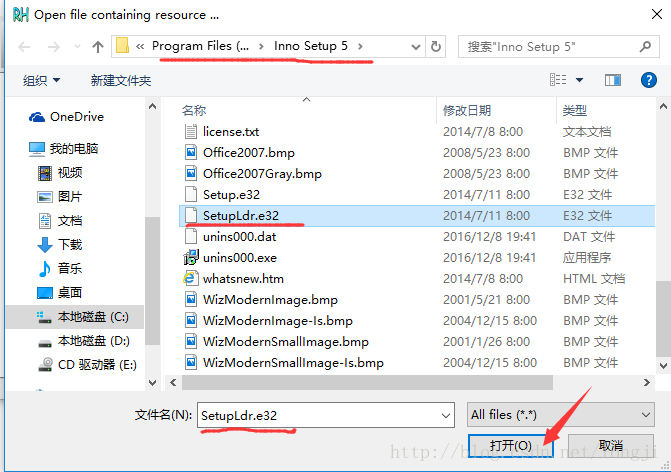 RH Open file containing resource ...
« Program Files (... › Inno Setup 5 › 搜索"Inno Setup 5"
组织 新建文件夹
名称 修改日期 类型
OneDrive
我的电脑
视频
图片
文档
下载
音乐
桌面
本地磁盘 (C:)
本地磁盘 (D:)
CD 驱动器 (E:)
license.txt 2014/7/8 8:00 文本文档
Office2007.bmp 2008/5/23 8:00 BMP 文件
Office2007Gray.bmp 2008/5/23 8:00 BMP 文件
Setup.e32 2014/7/11 8:00 E32 文件
SetupLdr.e32 2014/7/11 8:00 E32 文件
unins000.dat 2016/12/8 19:41 DAT 文件
unins000.exe 2016/12/8 19:41 应用程序
whatsnew.htm 2014/7/8 8:00 HTML 文档
WizModernImage.bmp 2001/5/21 8:00 BMP 文件
WizModernImage-Is.bmp 2004/12/15 8:00 BMP 文件
WizModernSmallImage.bmp 2001/1/26 8:00 BMP 文件
WizModernSmallImage-Is.bmp 2004/12/15 8:00 BMP 文件
文件名(N): SetupLdr.e32 All files (*.*)
打开(O) 取消